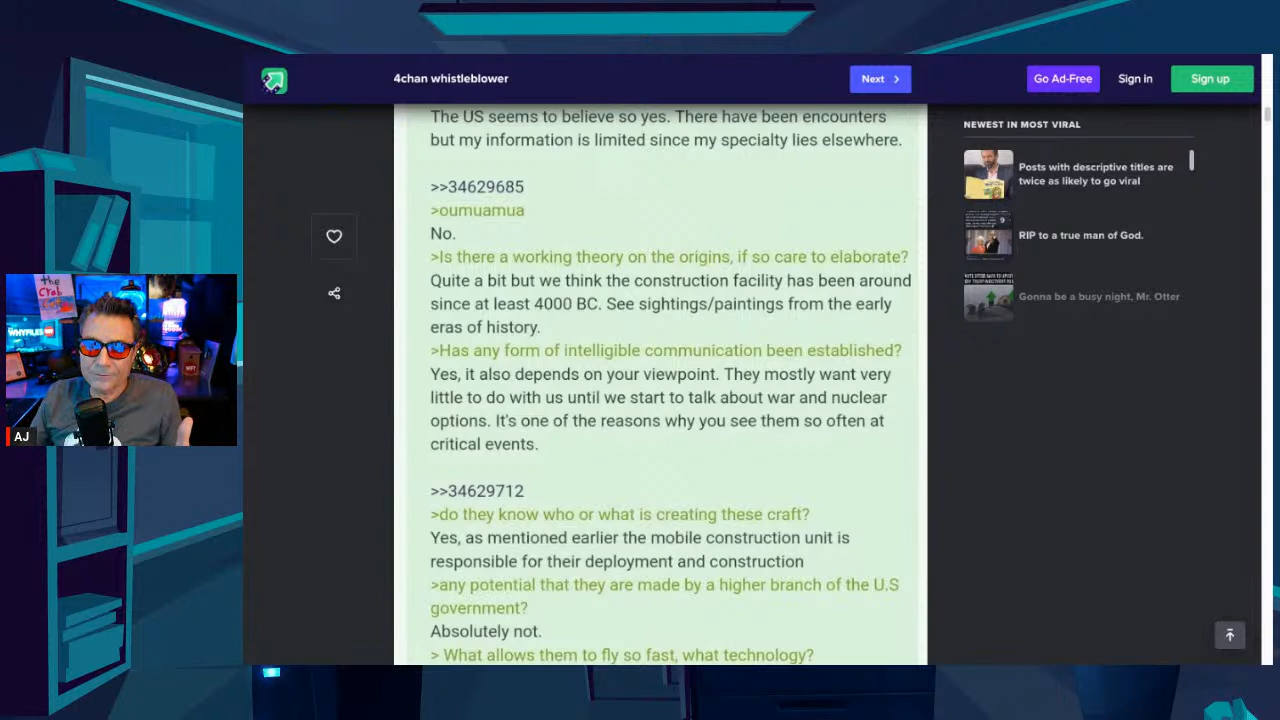 4chan whistleblower
Next
Go Ad-Free
Sign in
Sign up
The US seems to believe so yes. There have been encounters
but my information is limited since my specialty lies elsewhere.
>>34629685
>oumuamua
No.
>Is there a working theory on the origins, if so care to elaborate?
Quite a bit but we think the construction facility has been around
since at least 4000 BC. See sightings/paintings from the early
eras of history.
>Has any form of intelligible communication been established?
Yes, it also depends on your viewpoint. They mostly want very
little to do with us until we start to talk about war and nuclear
options. It's one of the reasons why you see them so often at
critical events.
>>34629712
>do they know who or what is creating these craft?
Yes, as mentioned earlier the mobile construction unit is
responsible for their deployment and construction
>any potential that they are made by a higher branch of the U.S
government?
Absolutely not.
> What allows them to fly so fast, what technology?
NEWEST IN MOST VIRAL
Posts with descriptive titles are
twice as likely to go viral
RIP to a true man of God.
Gonna be a busy night, Mr. Otter
the
Crab
WHYFILES
AJ